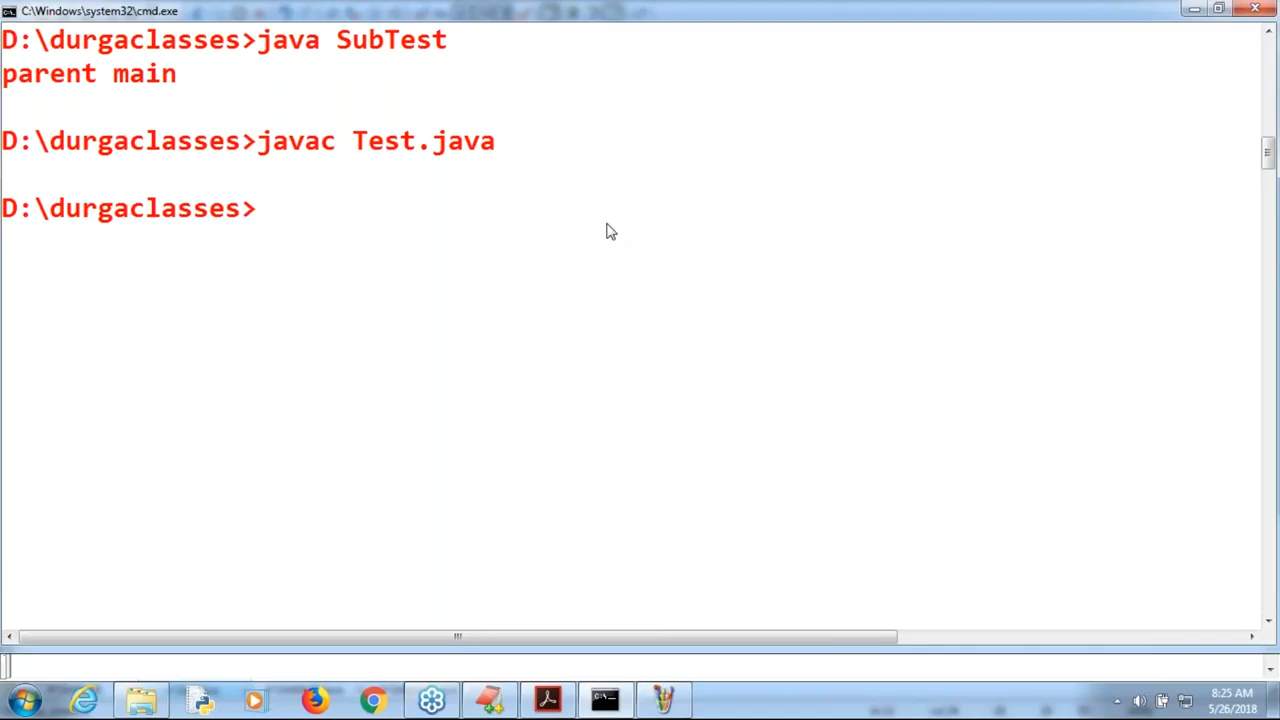 C:\Windows\system32\cmd.exe
D:\durgaclasses>java SubTest
parent main
D:\durgaclasses>javac Test.java
D:\durgaclasses>
8:25 AM
5/26/2018